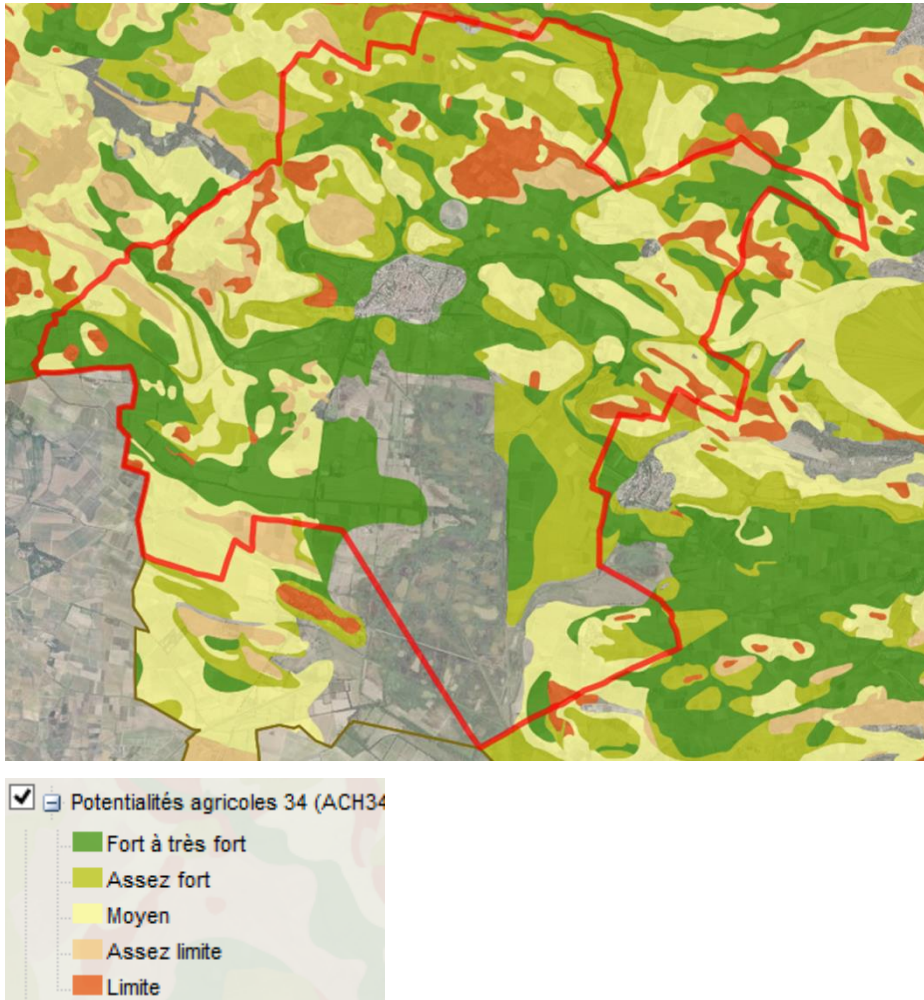 Potentialités agricoles 34 (ACH34
Fort à très fort
Assez fort
Moyen
Assez limite
Limite